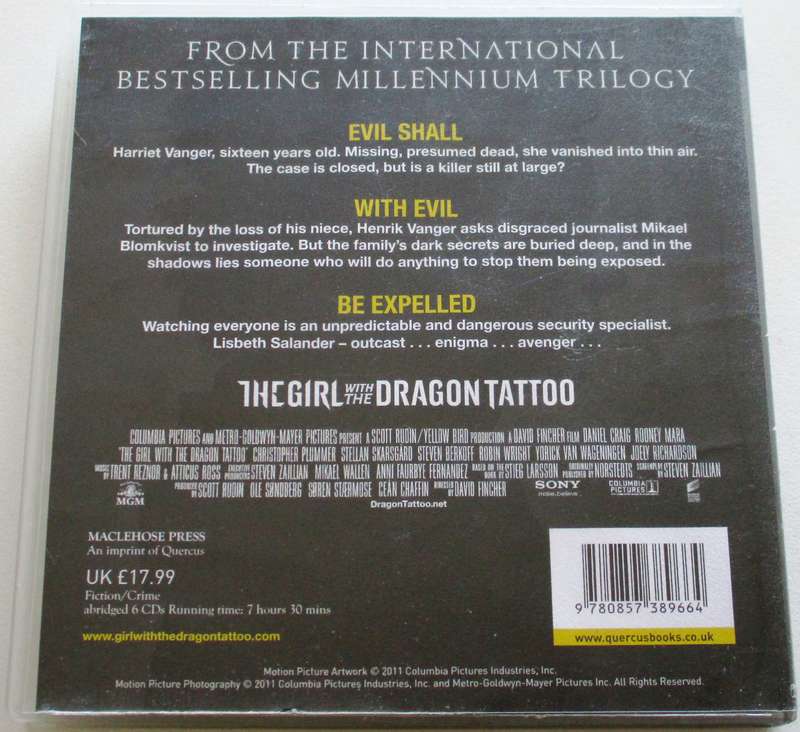 FROM THE INTERNATIONAL
BESTSELLING MILLENNIUM TRILOGY
EVIL SHALL
Harriet Vanger, sixteen years old. Missing, presumed dead, she vanished into thin air.
The case is closed, but is a killer still at large?
WITH EVIL
Tortured by the loss of his niece, Henrik Vanger asks disgraced journalist Mikael
Blomkvist to investigate. But the family's dark secrets are buried deep, and in the
shadows lies someone who will do anything to stop them being exposed.
BE EXPELLED
Watching everyone is an unpredictable and dangerous security specialist.
Lisbeth Salander – outcast . . . enigma . . . avenger . . .
THE GIRL WITH THE DRAGON TATTOO
COLUMBIA PICTURES AND METRO-GOLDWYN-MAYER PICTURES PRESENT A SCOTT RUDIN/YELLOW BIRD PRODUCTION A DAVID FINCHER FILM DANIEL CRAIG ROONEY MARA
"THE GIRL WITH THE DRAGON TATTOO" CHRISTOPHER PLUMMER STELLAN SKARSGARD STEVEN BERKOFF ROBIN WRIGHT YORICK VAN WAGENINGEN JOELY RICHARDSON
MUSIC BY TRENT REZNOR & ATTICUS ROSS EXECUTIVE PRODUCERS STEVEN ZAILLIAN MIKAEL WALLEN ANNI FAURBYE FERNANDEZ BASED ON THE BOOK BY STIEG LARSSON ORIGINALLY PUBLISHED BY NORSTEDTS SCREENPLAY BY STEVEN ZAILLIAN
MGM PRODUCED BY SCOTT RUDIN OLE SØNDBERG SØREN STÆRMOSE CEÁN CHAFFIN DIRECTED BY DAVID FINCHER SONY make.believe COLUMBIA PICTURES
DragonTattoo.net
MACLEHOSE PRESS
An imprint of Quercus
UK £17.99
Fiction/Crime
abridged 6 CDs Running time: 7 hours 30 mins
www.girlwiththedragontattoo.com
9 780857 389664
www.quercusbooks.co.uk
Motion Picture Artwork © 2011 Columbia Pictures Industries, Inc.
Motion Picture Photography © 2011 Columbia Pictures Industries, Inc. and Metro-Goldwyn-Mayer Pictures Inc. All Rights Reserved.